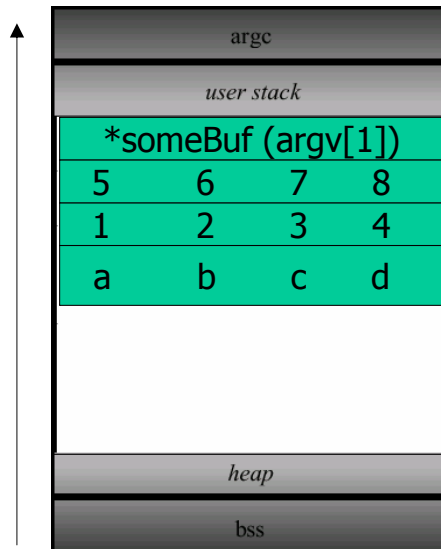 argc
user stack
*someBuf (argv[1])
5 6 7 8
1 2 3 4
a b c d
heap
bss